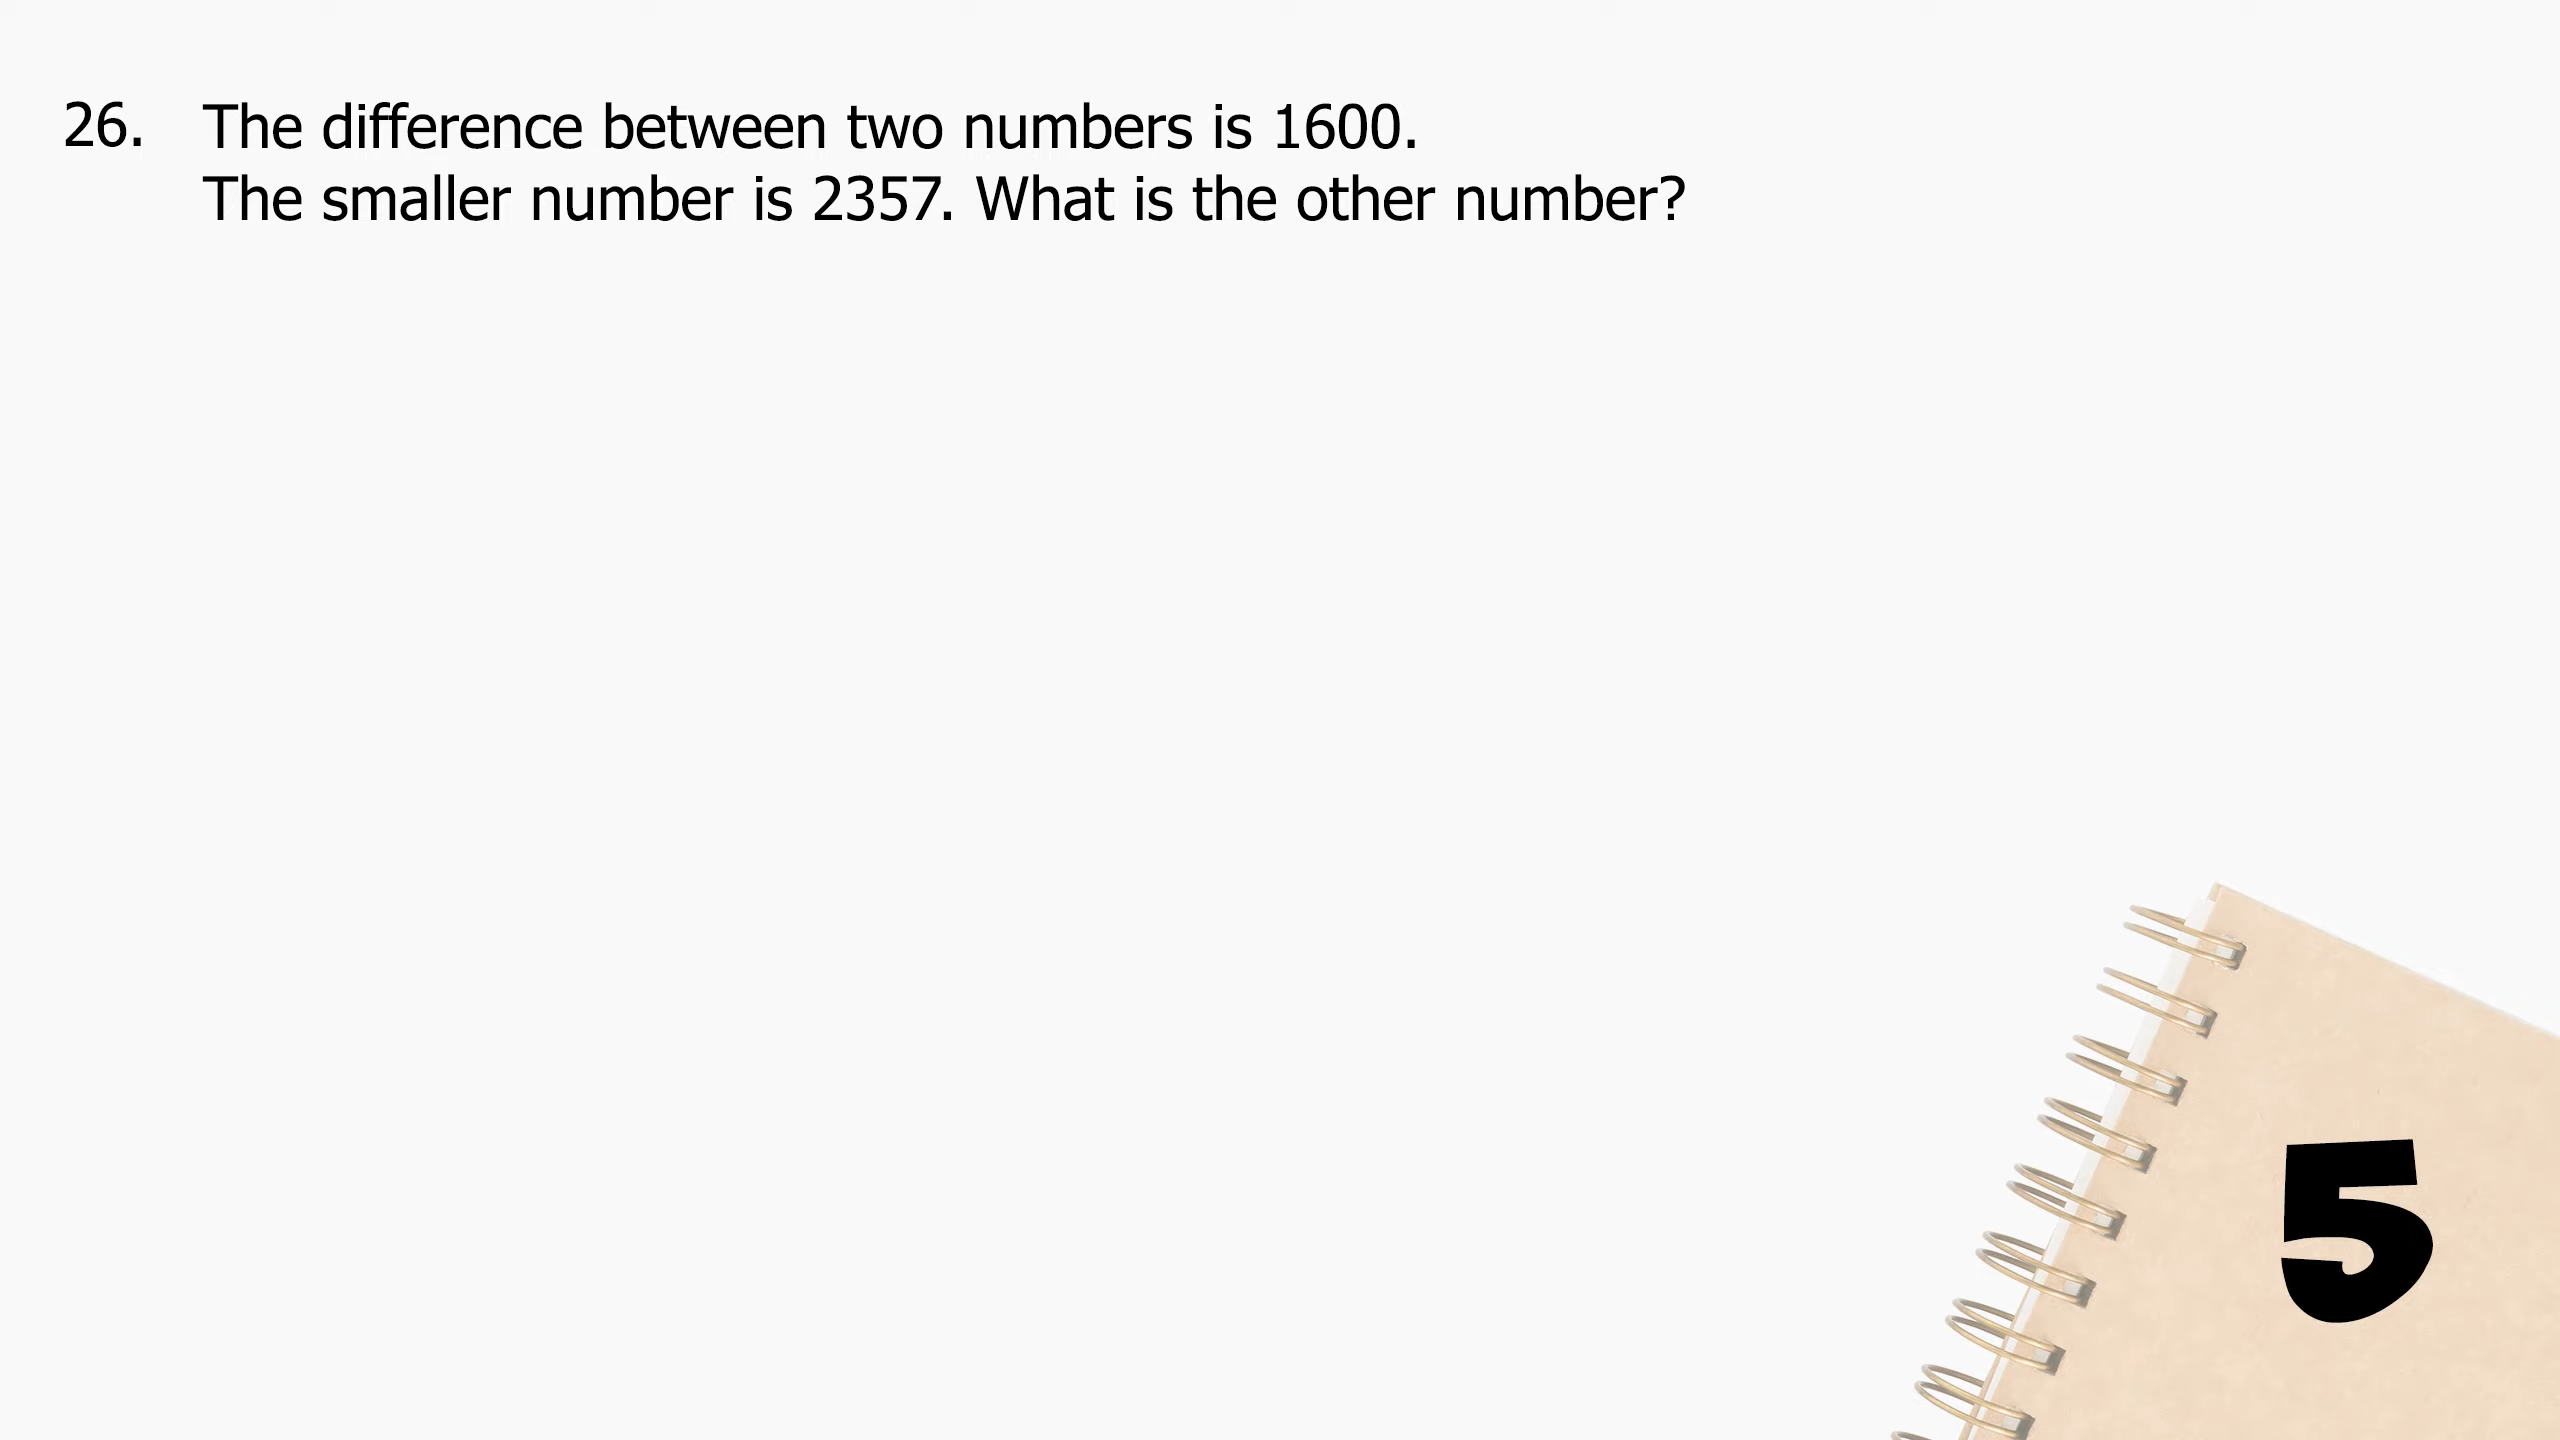 26. The difference between two numbers is 1600.
The smaller number is 2357. What is the other number?
5